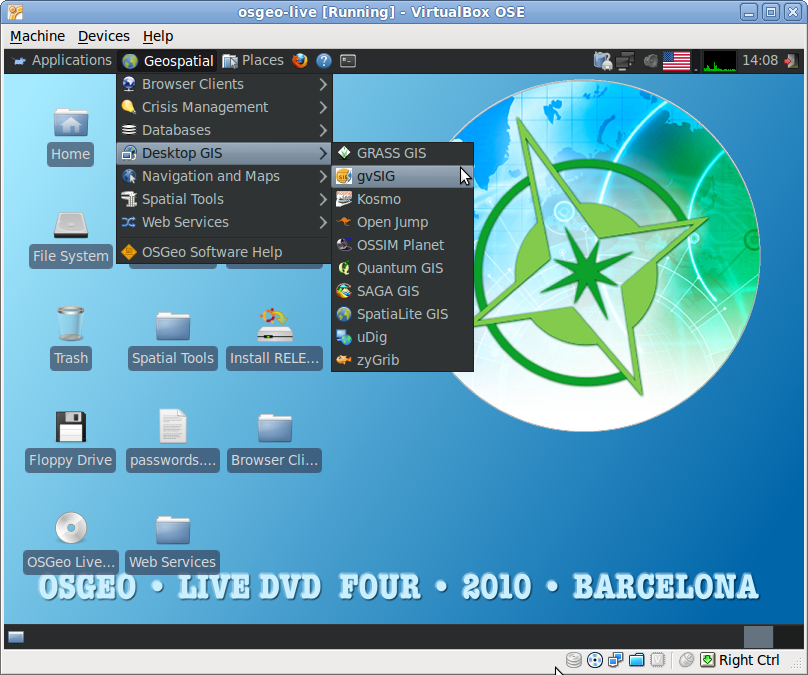 osgeo-live [Running] - VirtualBox OSE
Machine Devices Help
Applications Geospatial Places 14:08
Browser Clients
Crisis Management
Databases
Desktop GIS
Navigation and Maps
Spatial Tools
Web Services
OSGeo Software Help
GRASS GIS
gvSIG
Kosmo
Open Jump
OSSIM Planet
Quantum GIS
SAGA GIS
SpatiaLite GIS
uDig
zyGrib
Home
File System
Trash
Spatial Tools
Install RELE...
Floppy Drive
passwords....
Browser Cli...
OSGeo Live...
Web Services
OSGEO • LIVE DVD FOUR • 2010 • BARCELONA
Right Ctrl